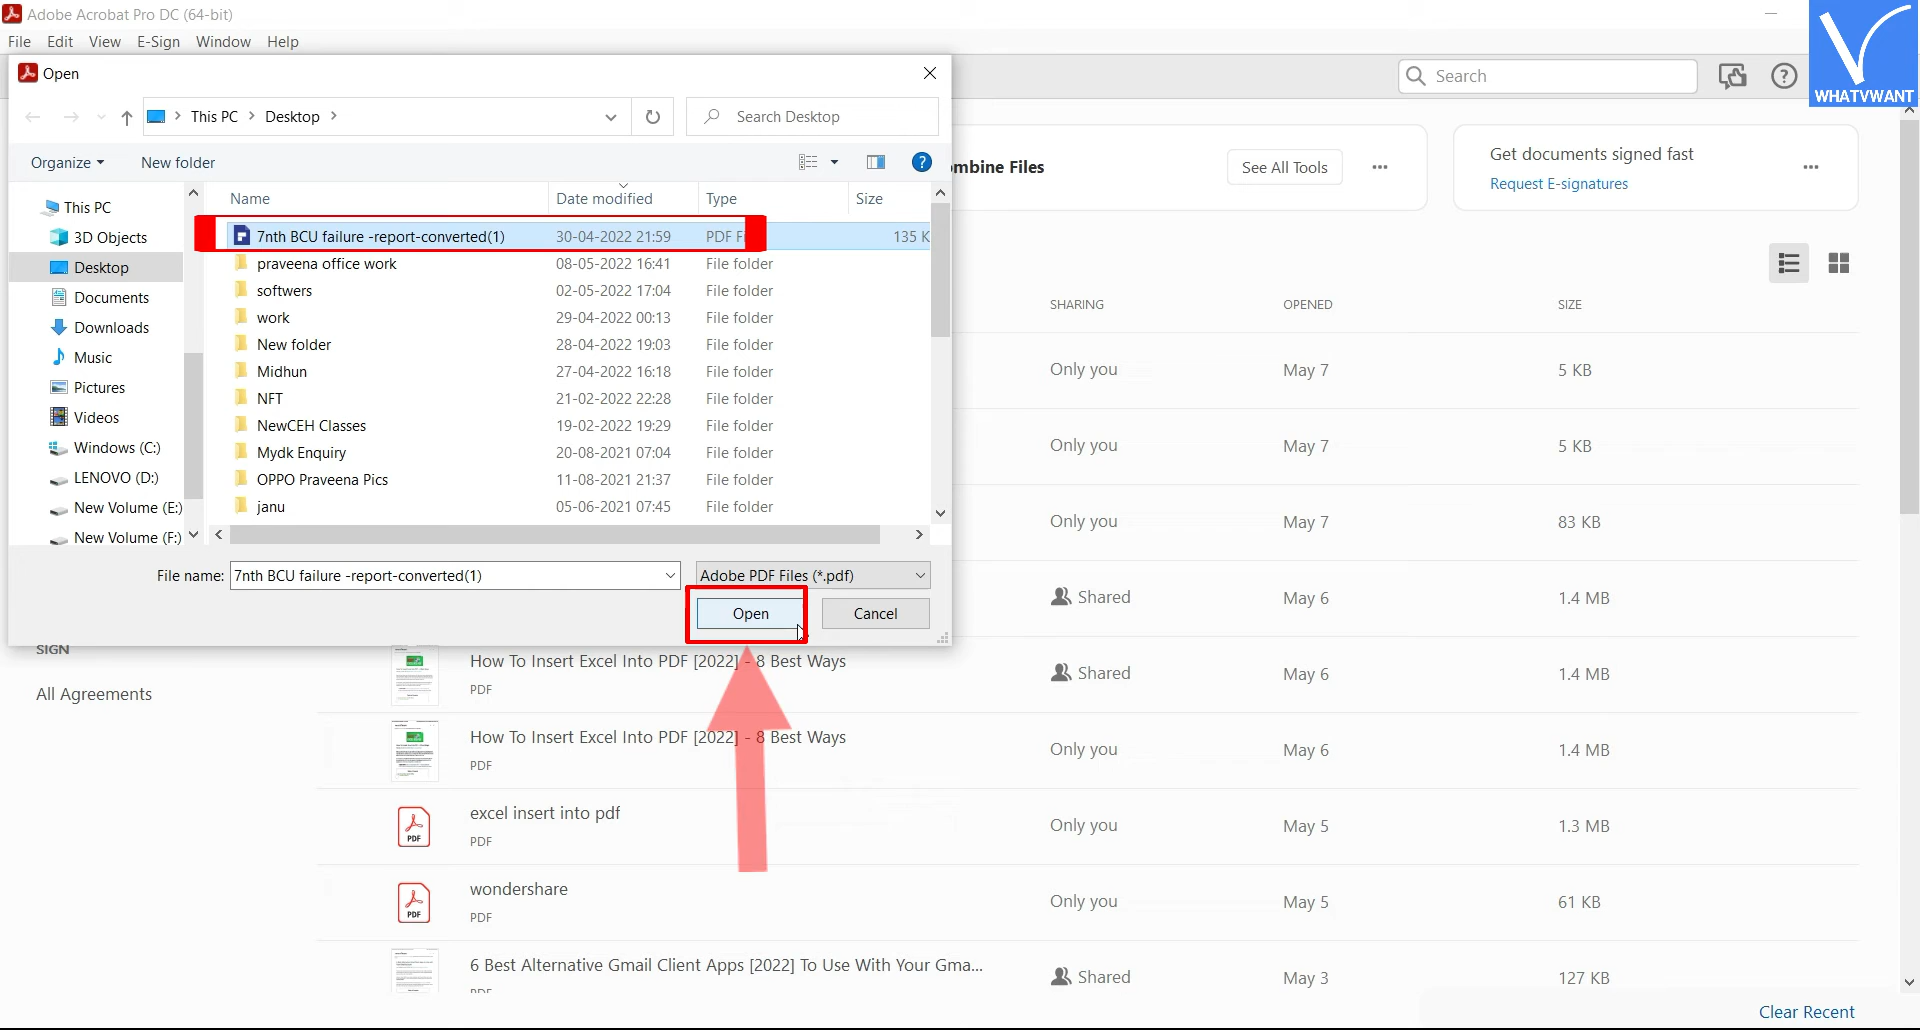 Adobe Acrobat Pro DC (64-bit)
File Edit View E-Sign Window Help
WHATVWANT
Open
Search
This PC > Desktop >
Search Desktop
Organize
New folder
mbine Files
See All Tools
Get documents signed fast
Request E-signatures
This PC
3D Objects
Desktop
Documents
Downloads
Music
Pictures
Videos
Windows (C:)
LENOVO (D:)
New Volume (E:)
New Volume (F:)
Name Date modified Type Size
7nth BCU failure -report-converted(1) 30-04-2022 21:59 PDF Fi 135 K
praveena office work 08-05-2022 16:41 File folder
softwers 02-05-2022 17:04 File folder
work 29-04-2022 00:13 File folder
New folder 28-04-2022 19:03 File folder
Midhun 27-04-2022 16:18 File folder
NFT 21-02-2022 22:28 File folder
NewCEH Classes 19-02-2022 19:29 File folder
Mydk Enquiry 20-08-2021 07:04 File folder
OPPO Praveena Pics 11-08-2021 21:37 File folder
janu 05-06-2021 07:45 File folder
File name: 7nth BCU failure -report-converted(1) Adobe PDF Files (*.pdf)
Open Cancel
SHARING OPENED SIZE
Only you May 7 5 KB
Only you May 7 5 KB
Only you May 7 83 KB
Shared May 6 1.4 MB
SIGN
All Agreements
How To Insert Excel Into PDF [2022] - 8 Best Ways Shared May 6 1.4 MB
PDF
How To Insert Excel Into PDF [2022] - 8 Best Ways Only you May 6 1.4 MB
PDF
excel insert into pdf Only you May 5 1.3 MB
PDF
PDF
wondershare Only you May 5 61 KB
PDF
PDF
6 Best Alternative Gmail Client Apps [2022] To Use With Your Gma... Shared May 3 127 KB
PDF
Clear Recent